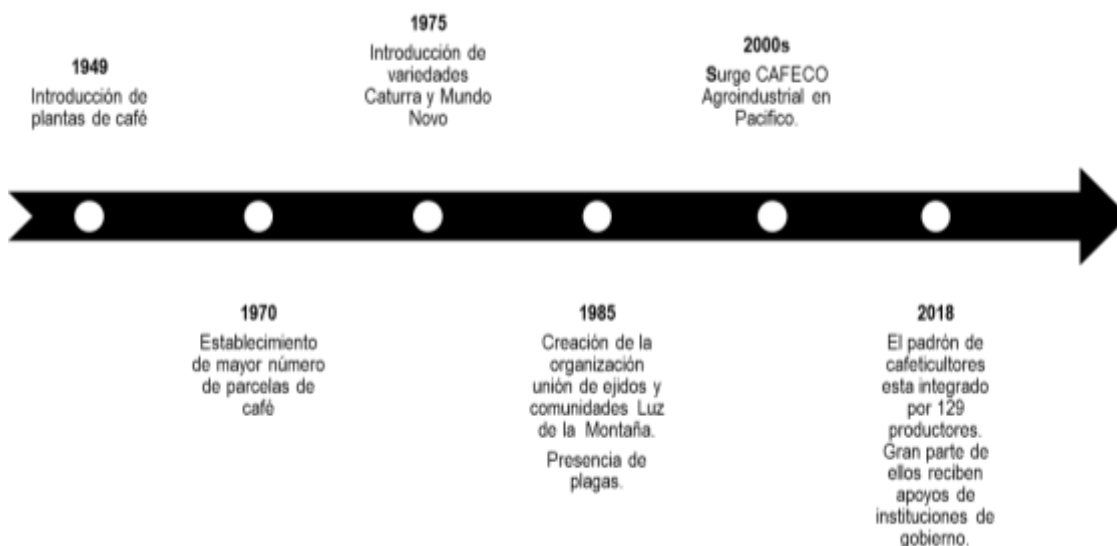 1949
Introducción de
plantas de café
1975
Introducción de
variedades
Caturra y Mundo
Novo
2000s
Surge CAFECO
Agroindustrial en
Pacifico.
1970
Establecimiento
de mayor número
de parcelas de
café
1985
Creación de la
organización
unión de ejidos y
comunidades Luz
de la Montaña.
Presencia de
plagas.
2018
El padrón de
cafeticultores
esta integrado
por 129
productores.
Gran parte de
ellos reciben
apoyos de
instituciones de
gobierno.